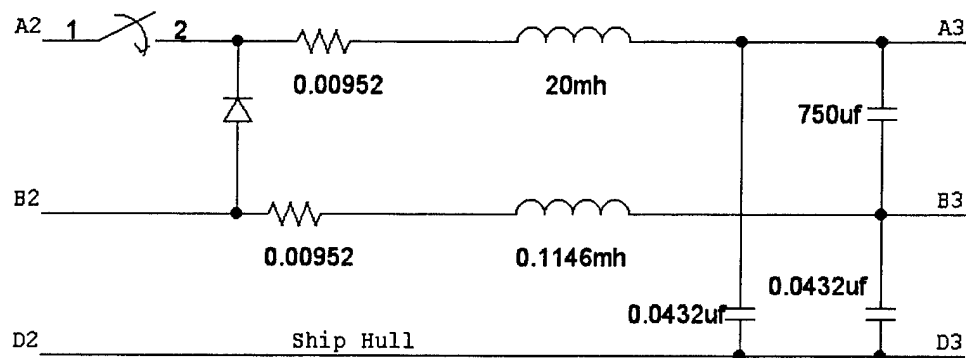 A2 1 2 A3
0.00952 20mh
750uf
B2 B3
0.00952 0.1146mh
0.0432uf 0.0432uf
D2 Ship Hull D3